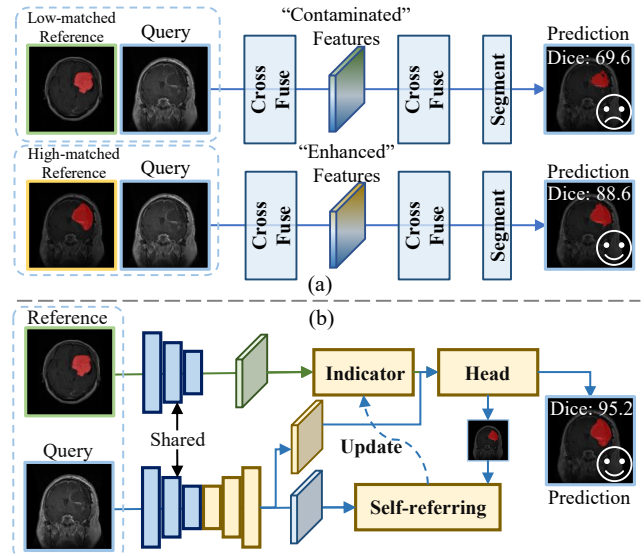 Low-matched
Reference
Query
Cross
Fuse
“Contaminated”
Features
Cross
Fuse
Segment
Prediction
Dice: 69.6
High-matched
Reference
Query
Cross
Fuse
“Enhanced”
Features
Cross
Fuse
Segment
Prediction
Dice: 88.6
(a)
(b)
Reference
Indicator
Head
Shared
Query
Update
Self-referring
Dice: 95.2
Prediction